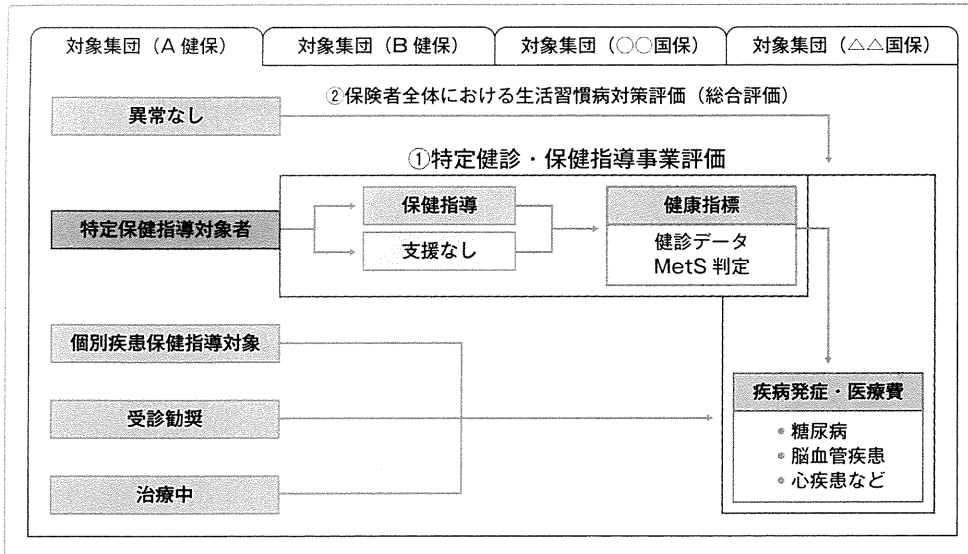 対象集団（A 健保）
対象集団（B 健保）
対象集団（○○国保）
対象集団（△△国保）
②保険者全体における生活習慣病対策評価（総合評価）
異常なし
①特定健診・保健指導事業評価
特定保健指導対象者
保健指導
支援なし
健康指標
健診データ
MetS 判定
個別疾患保健指導対象
受診勧奨
治療中
疾病発症・医療費
● 糖尿病
● 脳血管疾患
● 心疾患など